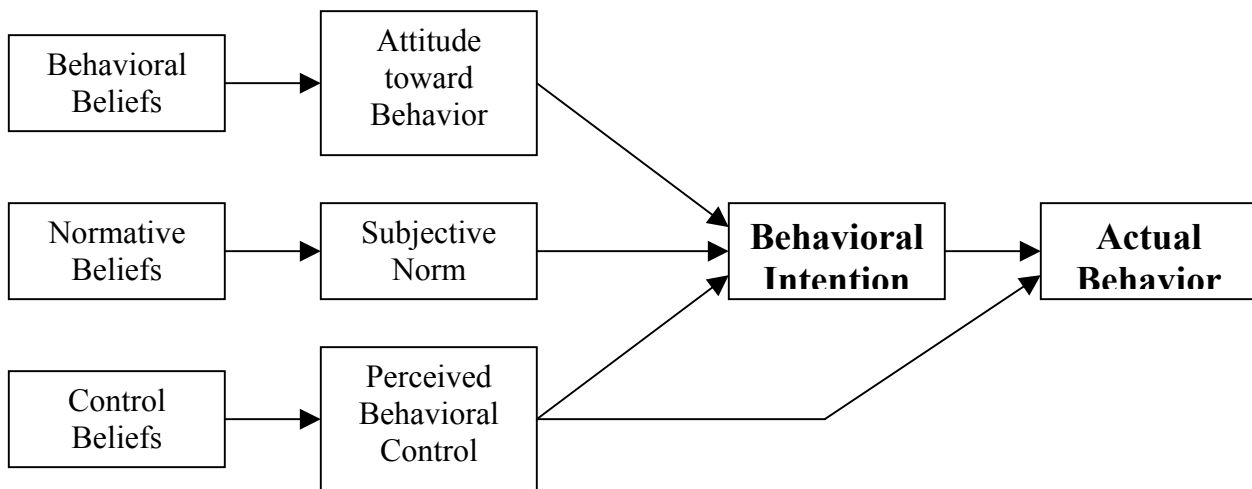 Behavioral
Beliefs
Attitude
toward
Behavior
Normative
Beliefs
Subjective
Norm
Behavioral
Intention
Actual
Behavior
Control
Beliefs
Perceived
Behavioral
Control